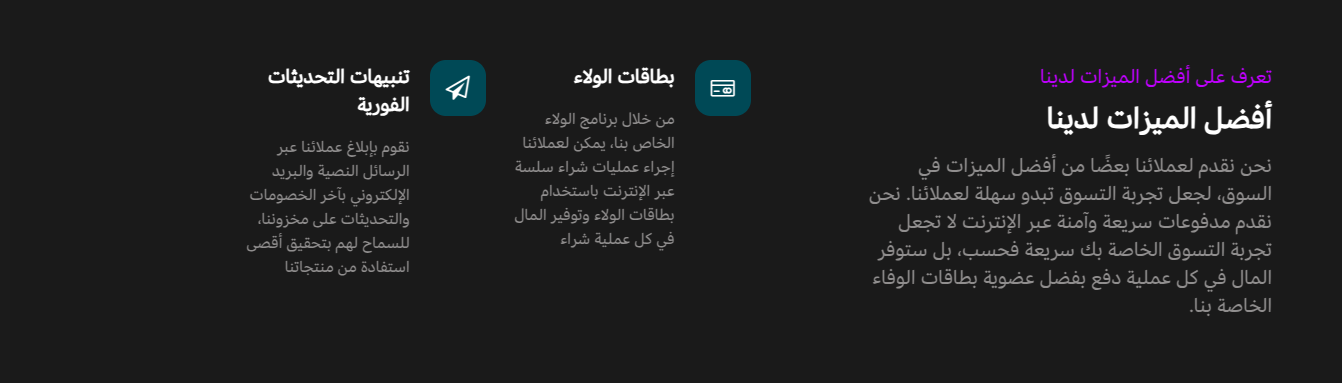 تعرف على أفضل الميزات لدينا
أفضل الميزات لدينا
نحن نقدم لعملائنا بعضًا من أفضل الميزات في
السوق، لجعل تجربة التسوق تبدو سهلة لعملائنا. نحن
نقدم مدفوعات سريعة وآمنة عبر الإنترنت لا تجعل
تجربة التسوق الخاصة بك سريعة فحسب، بل ستوفر
المال في كل عملية دفع بفضل عضوية بطاقات الوفاء
الخاصة بنا.
بطاقات الولاء
من خلال برنامج الولاء
الخاص بنا، يمكن لعملائنا
إجراء عمليات شراء سلسة
عبر الإنترنت باستخدام
بطاقات الولاء وتوفير المال
في كل عملية شراء
تنبيهات التحديثات
الفورية
نقوم بإبلاغ عملائنا عبر
الرسائل النصية والبريد
الإلكتروني بآخر الخصومات
والتحديثات على مخزوننا،
للسماح لهم بتحقيق أقصى
استفادة من منتجاتنا